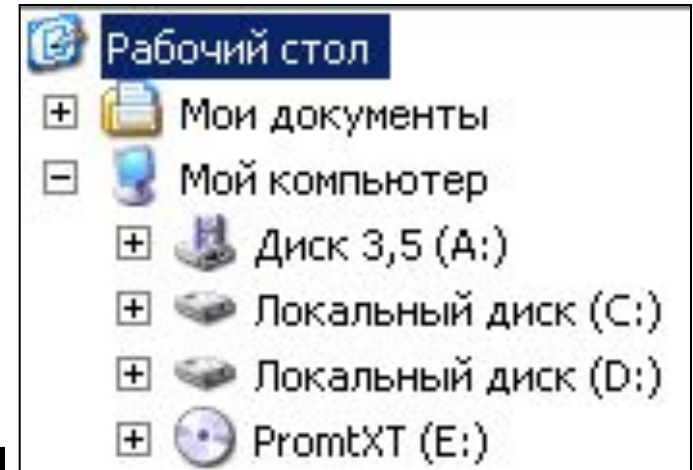 Рабочий стол
Мои документы
Мой компьютер
Диск 3,5 (A:)
Локальный диск (C:)
Локальный диск (D:)
PromtXT (E:)